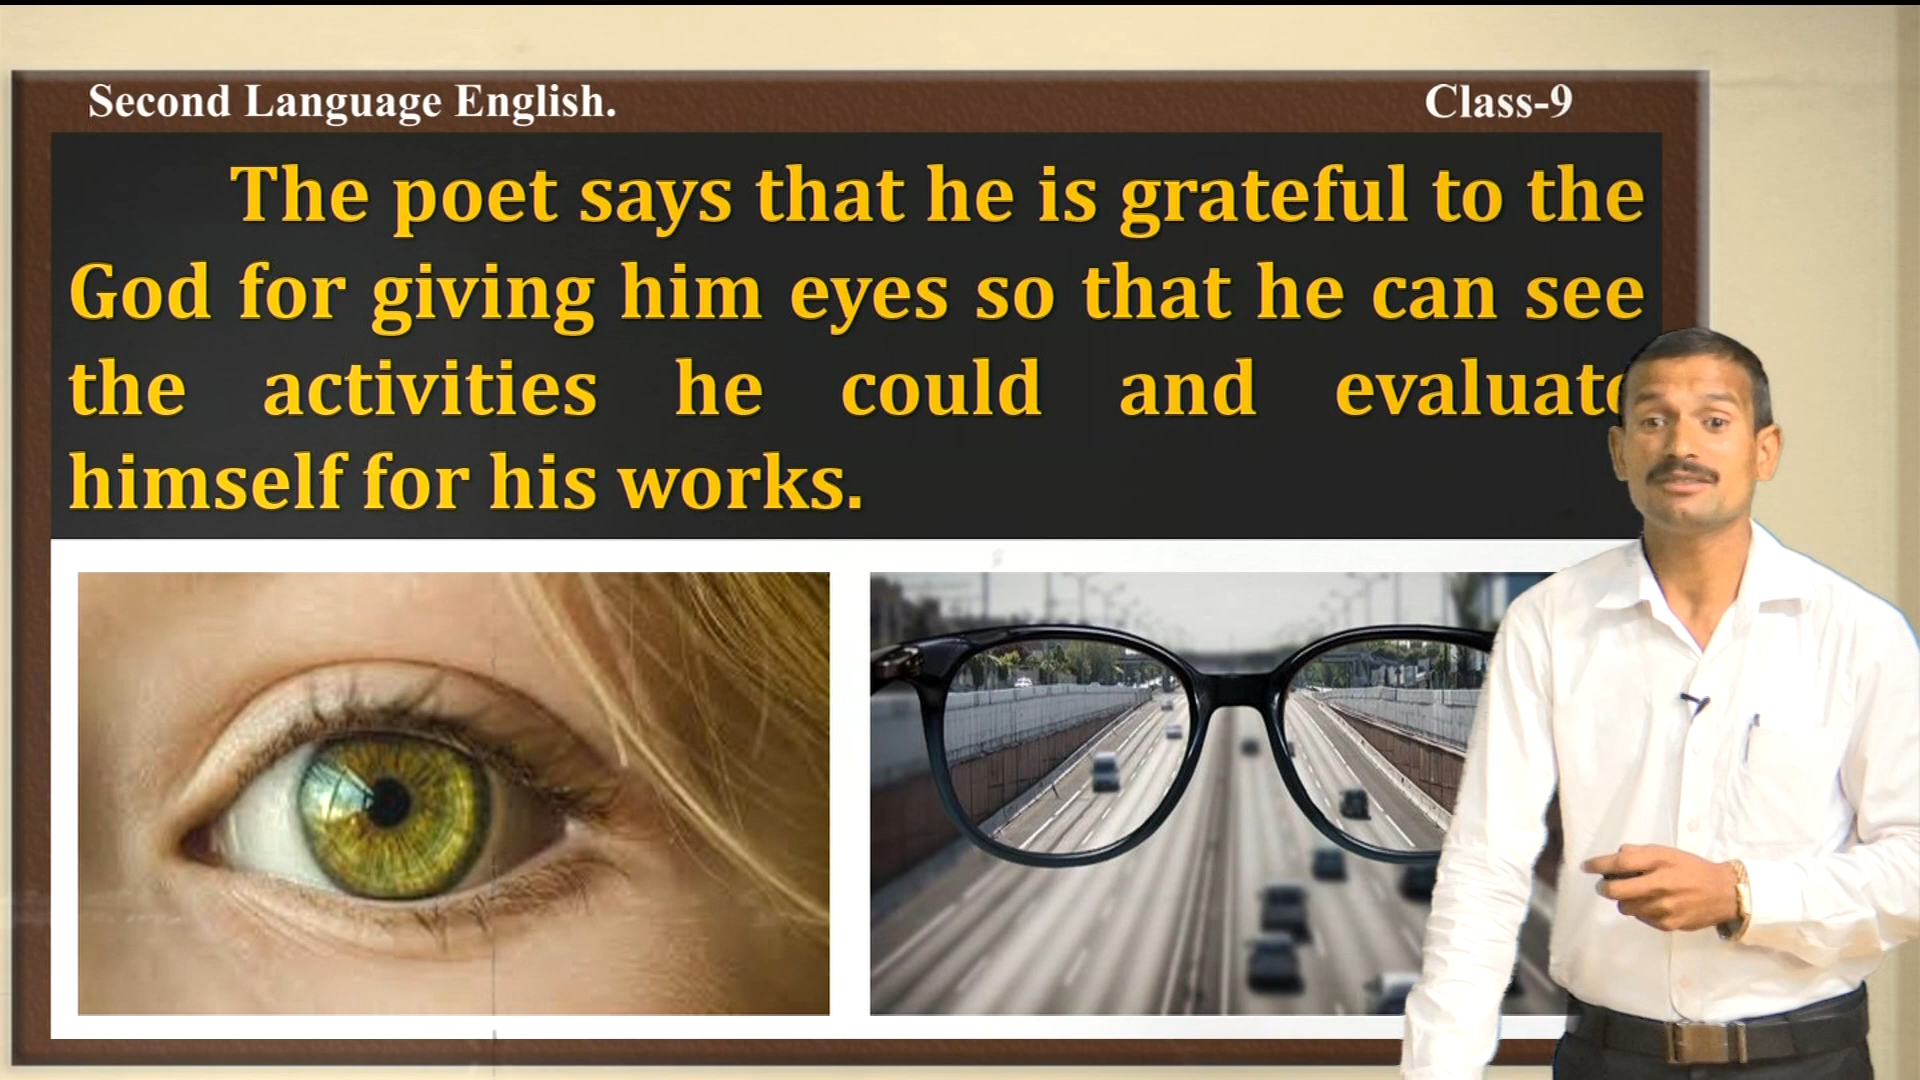 Second Language English.
Class-9
The poet says that he is grateful to the
God for giving him eyes so that he can see
the activities he could and evaluate
himself for his works.